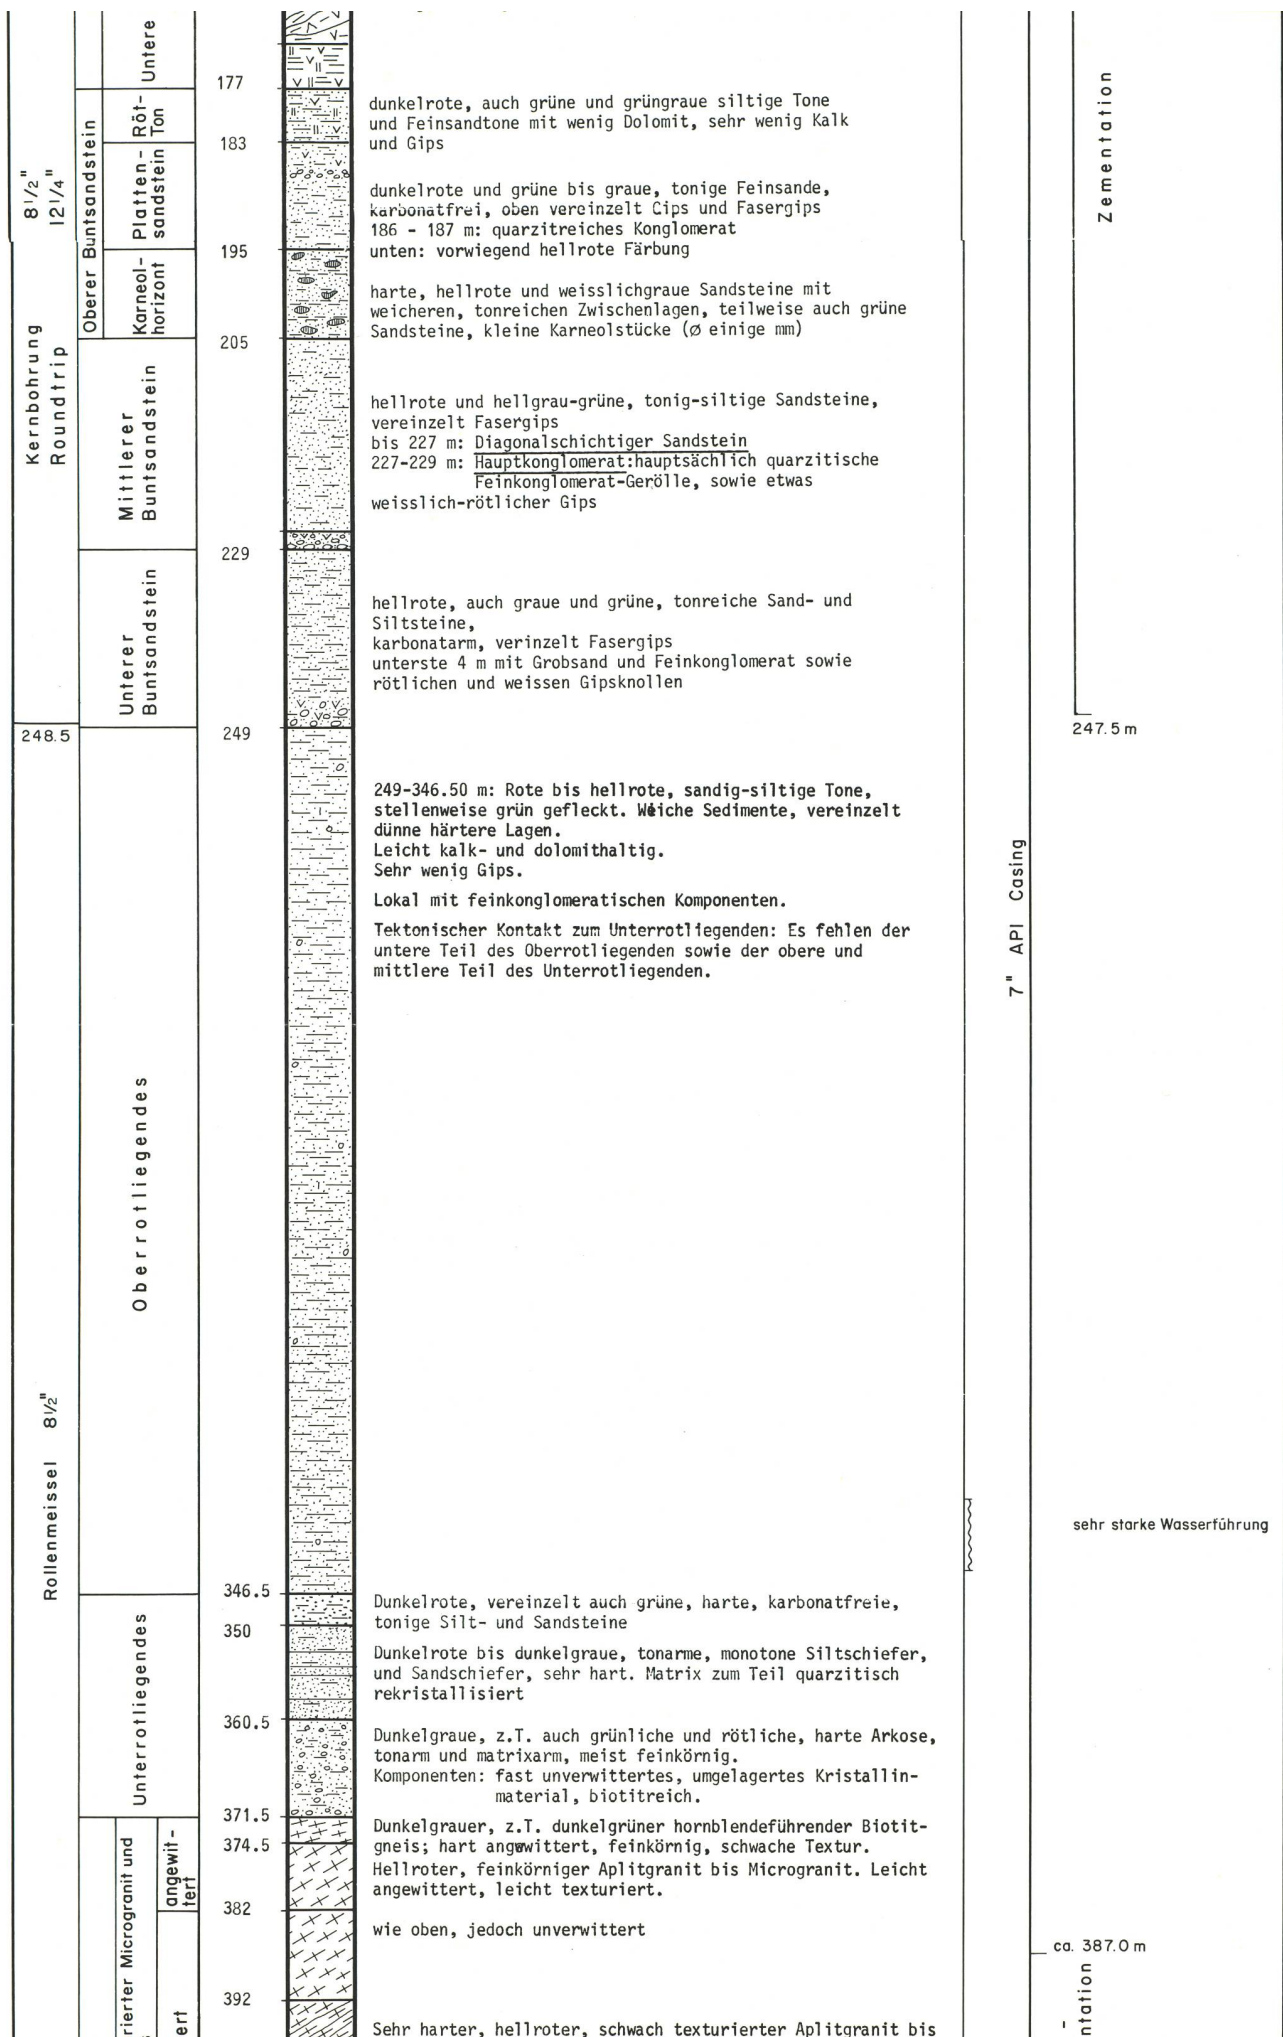 Untere
177
Röt-
Ton
dunkelrote, auch grüne und grüngraue siltige Tone
und Feinsandtone mit wenig Dolomit, sehr wenig Kalk
und Gips
183
Oberer Buntsandstein
Platten-
sandstein
dunkelrote und grüne bis graue, tonige Feinsande,
karbonatfrei, oben vereinzelt Cips und Fasergips
186 - 187 m: quarzitreiches Konglomerat
unten: vorwiegend hellrote Färbung
8 1/2"
12 1/4"
Kernbohrung
Roundtrip
Zementation
195
Karneol-
horizont
harte, hellrote und weisslichgraue Sandsteine mit
weicheren, tonreichen Zwischenlagen, teilweise auch grüne
Sandsteine, kleine Karneolstücke (ø einige mm)
205
Mittlerer
Buntsandstein
hellrote und hellgrau-grüne, tonig-siltige Sandsteine,
vereinzelt Fasergips
bis 227 m: Diagonalschichtiger Sandstein
227-229 m: Hauptkonglomerat:hauptsächlich quarzitische
Feinkonglomerat-Gerölle, sowie etwas
weisslich-rötlicher Gips
229
Unterer
Buntsandstein
hellrote, auch graue und grüne, tonreiche Sand- und
Siltsteine,
karbonatarm, verinzelt Fasergips
unterste 4 m mit Grobsand und Feinkonglomerat sowie
rötlichen und weissen Gipsknollen
248.5
249
247.5 m
Oberrotliegendes
249-346.50 m: Rote bis hellrote, sandig-siltige Tone,
stellenweise grün gefleckt. Weiche Sedimente, vereinzelt
dünne härtere Lagen.
Leicht kalk- und dolomithaltig.
Sehr wenig Gips.
Lokal mit feinkonglomeratischen Komponenten.
Tektonischer Kontakt zum Unterrotliegenden: Es fehlen der
untere Teil des Oberrotliegenden sowie der obere und
mittlere Teil des Unterrotliegenden.
7" API Casing
Rollenmeissel 8 1/2"
sehr starke Wasserführung
346.5
Unterrotliegendes
Dunkelrote, vereinzelt auch grüne, harte, karbonatfreie,
tonige Silt- und Sandsteine
350
Dunkelrote bis dunkelgraue, tonarme, monotone Siltschiefer,
und Sandschiefer, sehr hart. Matrix zum Teil quarzitisch
rekristallisiert
360.5
Dunkelgraue, z.T. auch grünliche und rötliche, harte Arkose,
tonarm und matrixarm, meist feinkörnig.
Komponenten: fast unverwittertes, umgelagertes Kristallin-
material, biotitreich.
371.5
Dunkelgrauer, z.T. dunkelgrüner hornblendeführender Biotit-
gneis; hart angewittert, feinkörnig, schwache Textur.
374.5
angewit-
tert
Hellroter, feinkörniger Aplitgranit bis Microgranit. Leicht
angewittert, leicht texturiert.
382
wie oben, jedoch unverwittert
rierter Microgranit und
ca. 387.0 m
392
ert
ntation
Sehr harter, hellroter, schwach texturierter Aplitgranit bis